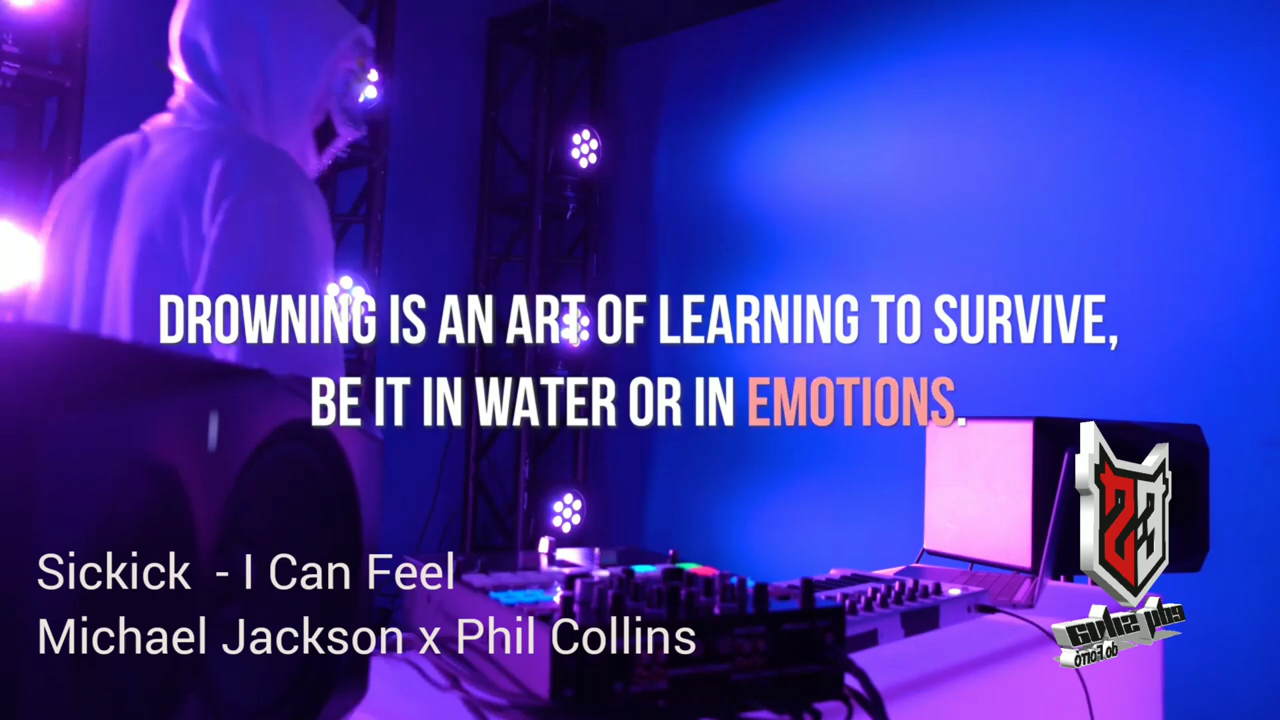 DROWNING IS AN ART OF LEARNING TO SURVIVE,
BE IT IN WATER OR IN EMOTIONS.
Sickick - I Can Feel
Michael Jackson x Phil Collins
23